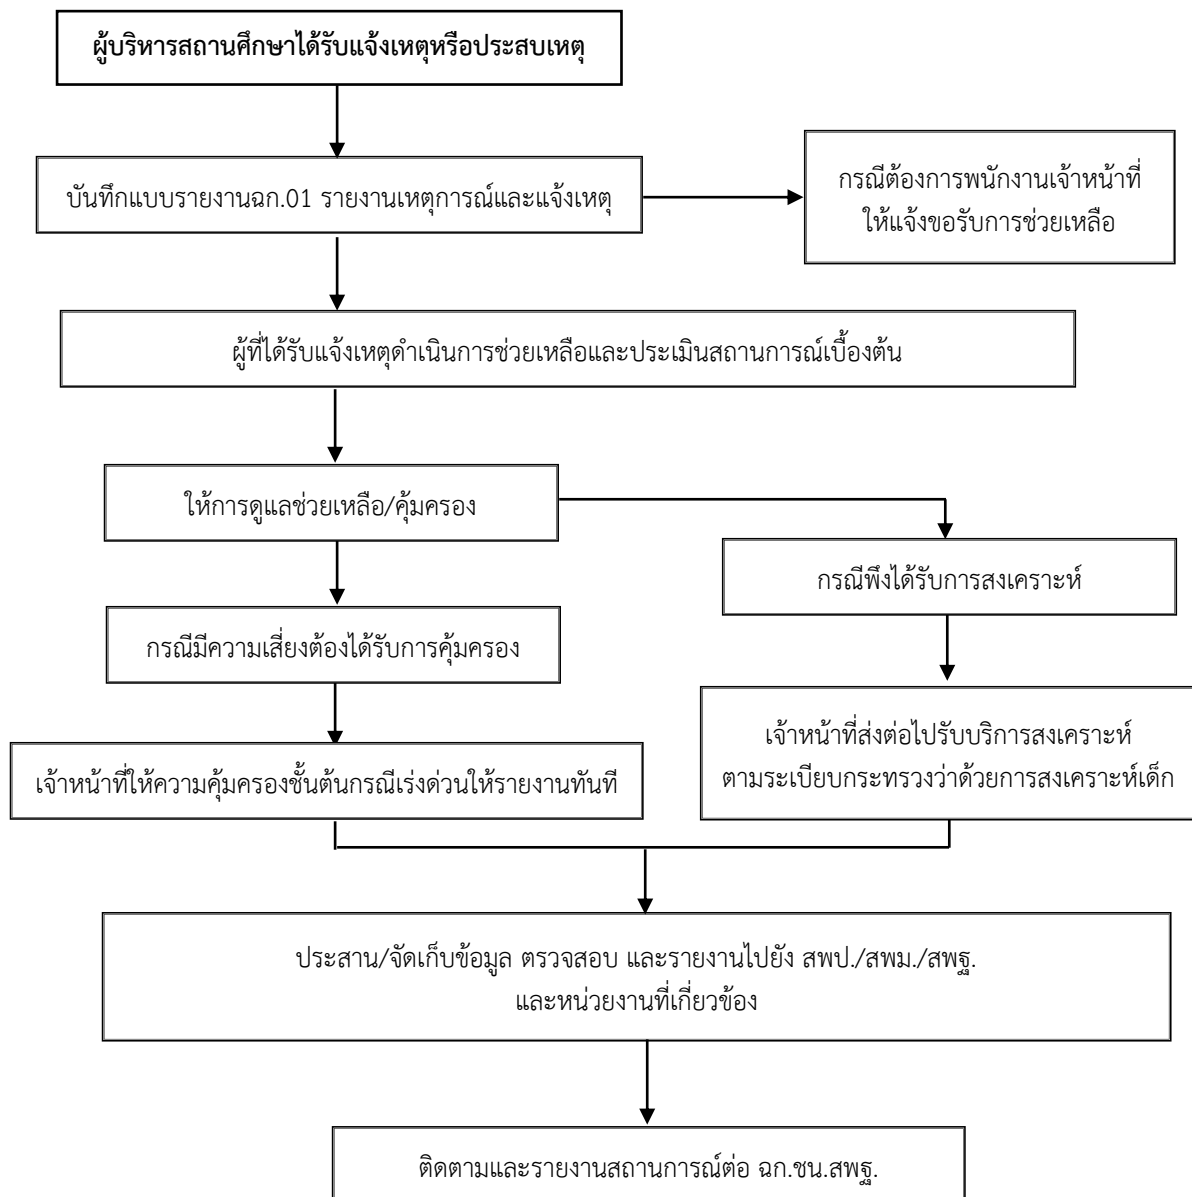 ผู้บริหารสถานศึกษาได้รับแจ้งเหตุหรือประสบเหตุ
บันทึกแบบรายงานฉก.01 รายงานเหตุการณ์และแจ้งเหตุ
กรณีต้องการพนักงานเจ้าหน้าที่
ให้แจ้งขอรับการช่วยเหลือ
ผู้ที่ได้รับแจ้งเหตุดำเนินการช่วยเหลือและประเมินสถานการณ์เบื้องต้น
ให้การดูแลช่วยเหลือ/คุ้มครอง
กรณีพึงได้รับการสงเคราะห์
กรณีมีความเสี่ยงต้องได้รับการคุ้มครอง
เจ้าหน้าที่ส่งต่อไปรับบริการสงเคราะห์
ตามระเบียบกระทรวงว่าด้วยการสงเคราะห์เด็ก
เจ้าหน้าที่ให้ความคุ้มครองชั้นต้นกรณีเร่งด่วนให้รายงานทันที
ประสาน/จัดเก็บข้อมูล ตรวจสอบ และรายงานไปยัง สพป./สพม./สพฐ.
และหน่วยงานที่เกี่ยวข้อง
ติดตามและรายงานสถานการณ์ต่อ ฉก.ชน.สพฐ.